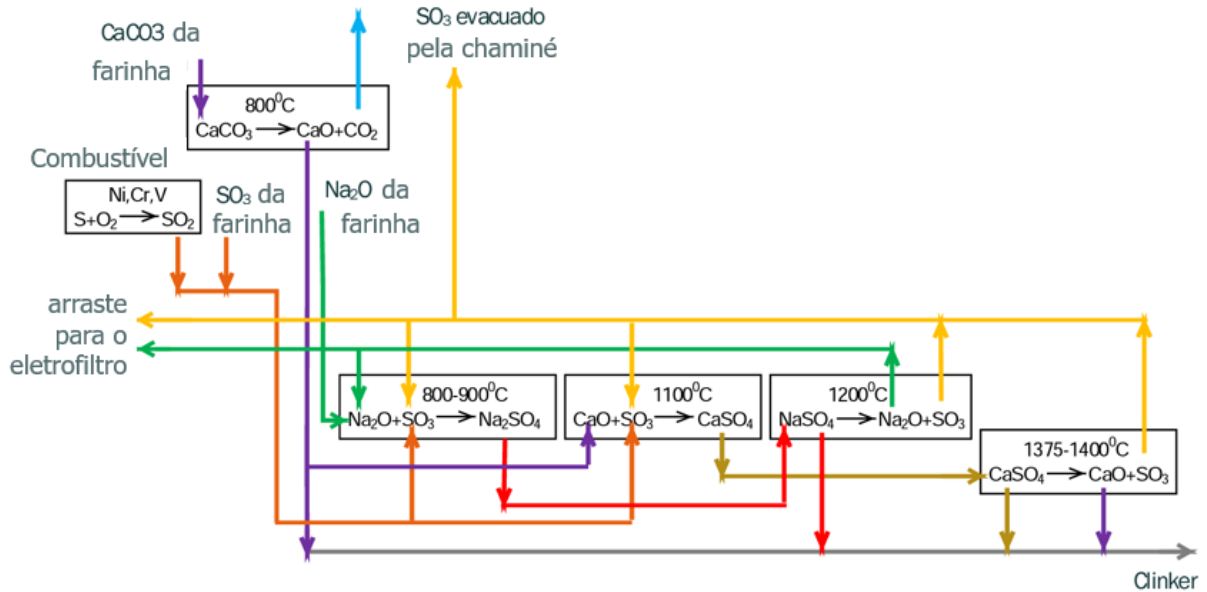 CaCO3 da
farinha
SO₃ evacuado
pela chaminé
800⁰C
CaCO₃→CaO+CO₂
Combustível
Ni,Cr,V
S+O₂→SO₂
SO₃ da
farinha
Na₂O da
farinha
arraste
para o
eletrofiltro
800-900⁰C
Na₂O+SO₃→Na₂SO₄
1100⁰C
CaO+SO₃→CaSO₄
1200⁰C
NaSO₄→Na₂O+SO₃
1375-1400⁰C
CaSO₄→CaO+SO₃
Clinker